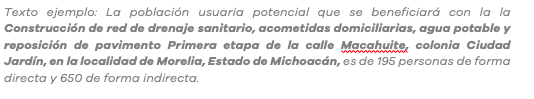 Texto ejemplo: La población usuaria potencial que se beneficiará con la la
Construcción de red de drenaje sanitario, acometidas domiciliarias, agua potable y
reposición de pavimento Primera etapa de la calle Macahuite, colonia Ciudad
Jardín, en la localidad de Morelia, Estado de Michoacán, es de 195 personas de forma
directa y 650 de forma indirecta.